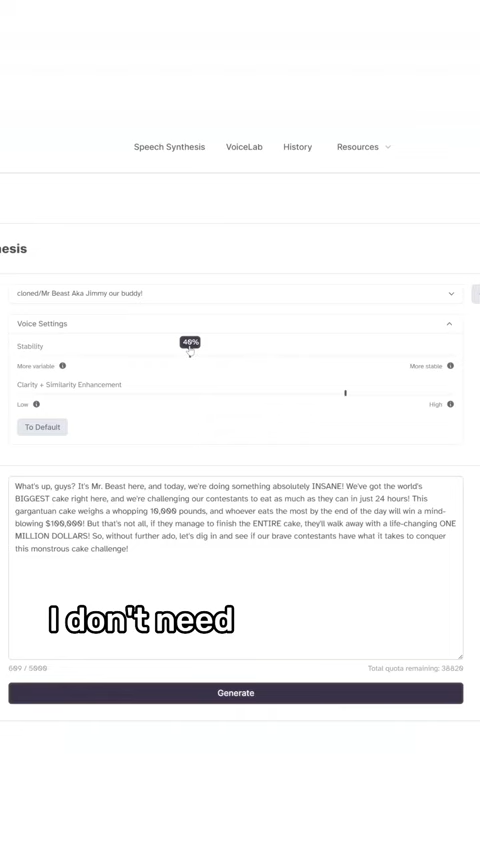 Speech Synthesis VoiceLab History Resources
esis
cloned/Mr Beast Aka Jimmy our buddy!
Voice Settings
40%
Stability
More variable More stable
Clarity + Similarity Enhancement
Low High
To Default
What's up, guys? It's Mr. Beast here, and today, we're doing something absolutely INSANE! We've got the world's
BIGGEST cake right here, and we're challenging our contestants to eat as much as they can in just 24 hours! This
gargantuan cake weighs a whopping 10,000 pounds, and whoever eats the most by the end of the day will win a mind-
blowing $100,000! But that's not all, if they manage to finish the ENTIRE cake, they'll walk away with a life-changing ONE
MILLION DOLLARS! So, without further ado, let's dig in and see if our brave contestants have what it takes to conquer
this monstrous cake challenge!
I don't need
609 / 5000 Total quota remaining: 38820
Generate